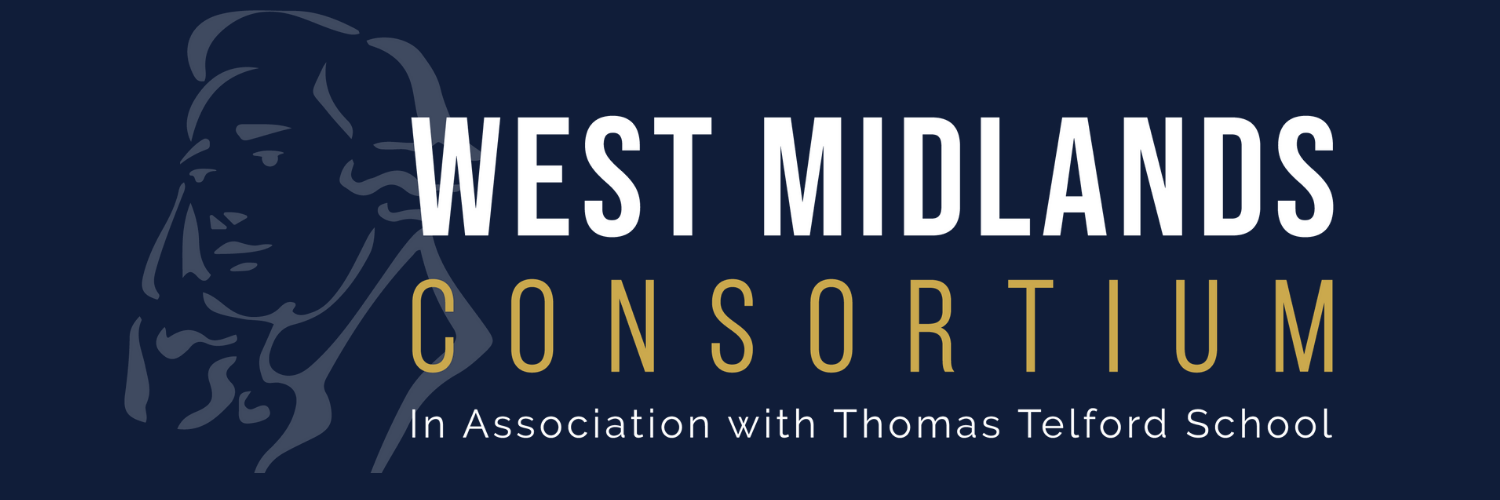 WEST MIDLANDS
CONSORTIUM
In Association with Thomas Telford School